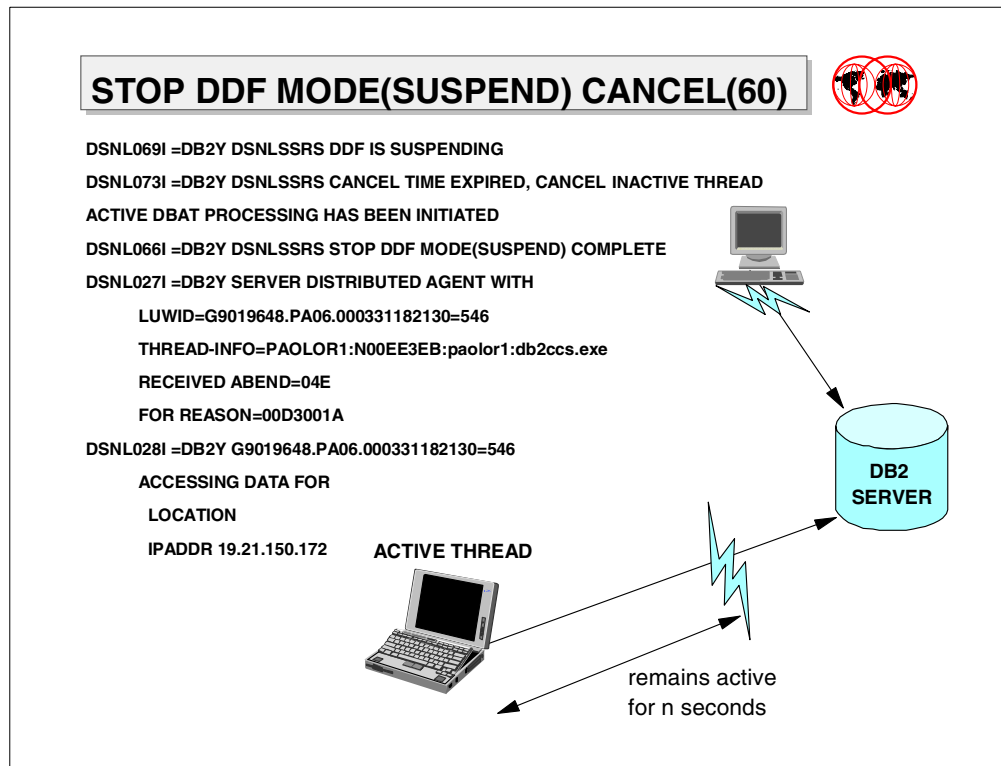 STOP DDF MODE(SUSPEND) CANCEL(60)
DSNL069I =DB2Y DSNLSSRS DDF IS SUSPENDING
DSNL073I =DB2Y DSNLSSRS CANCEL TIME EXPIRED, CANCEL INACTIVE THREAD
ACTIVE DBAT PROCESSING HAS BEEN INITIATED
DSNL066I =DB2Y DSNLSSRS STOP DDF MODE(SUSPEND) COMPLETE
DSNL027I =DB2Y SERVER DISTRIBUTED AGENT WITH
LUWID=G9019648.PA06.000331182130=546
THREAD-INFO=PAOLOR1:N00EE3EB:paolor1:db2ccs.exe
RECEIVED ABEND=04E
FOR REASON=00D3001A
DSNL028I =DB2Y G9019648.PA06.000331182130=546
ACCESSING DATA FOR
LOCATION
IPADDR 19.21.150.172
ACTIVE THREAD
DB2
SERVER
remains active
for n seconds